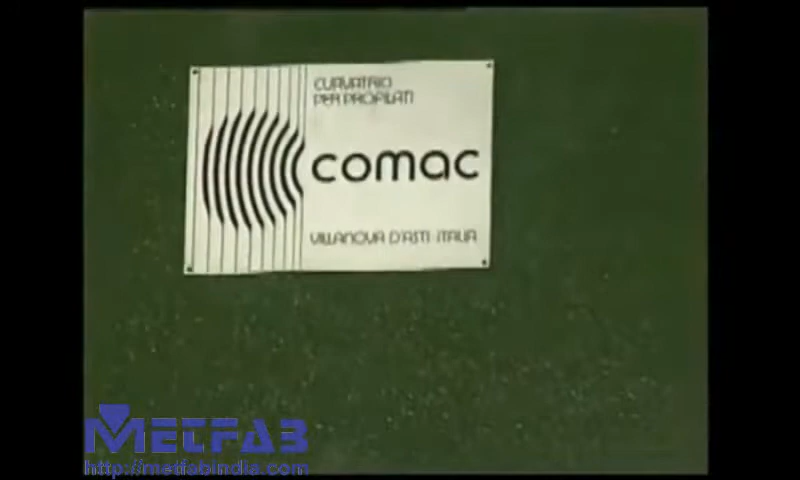 CURVATRICI
PER PROFILATI
comac
VILLANOVA D'ASTI ITALIA
METFAB
http://metfabindia.com